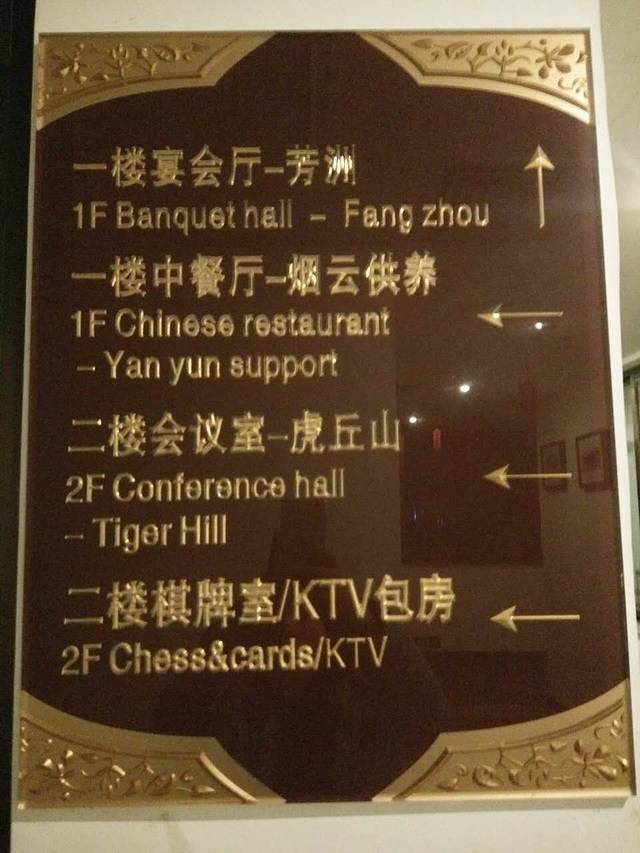 一楼宴会厅-芳洲
1F Banquet hall - Fang zhou
一楼中餐厅-烟云供养
1F Chinese restaurant
- Yan yun support
二楼会议室-虎丘山
2F Conference hall
- Tiger Hill
二楼棋牌室/KTV包房
2F Chess&cards/KTV